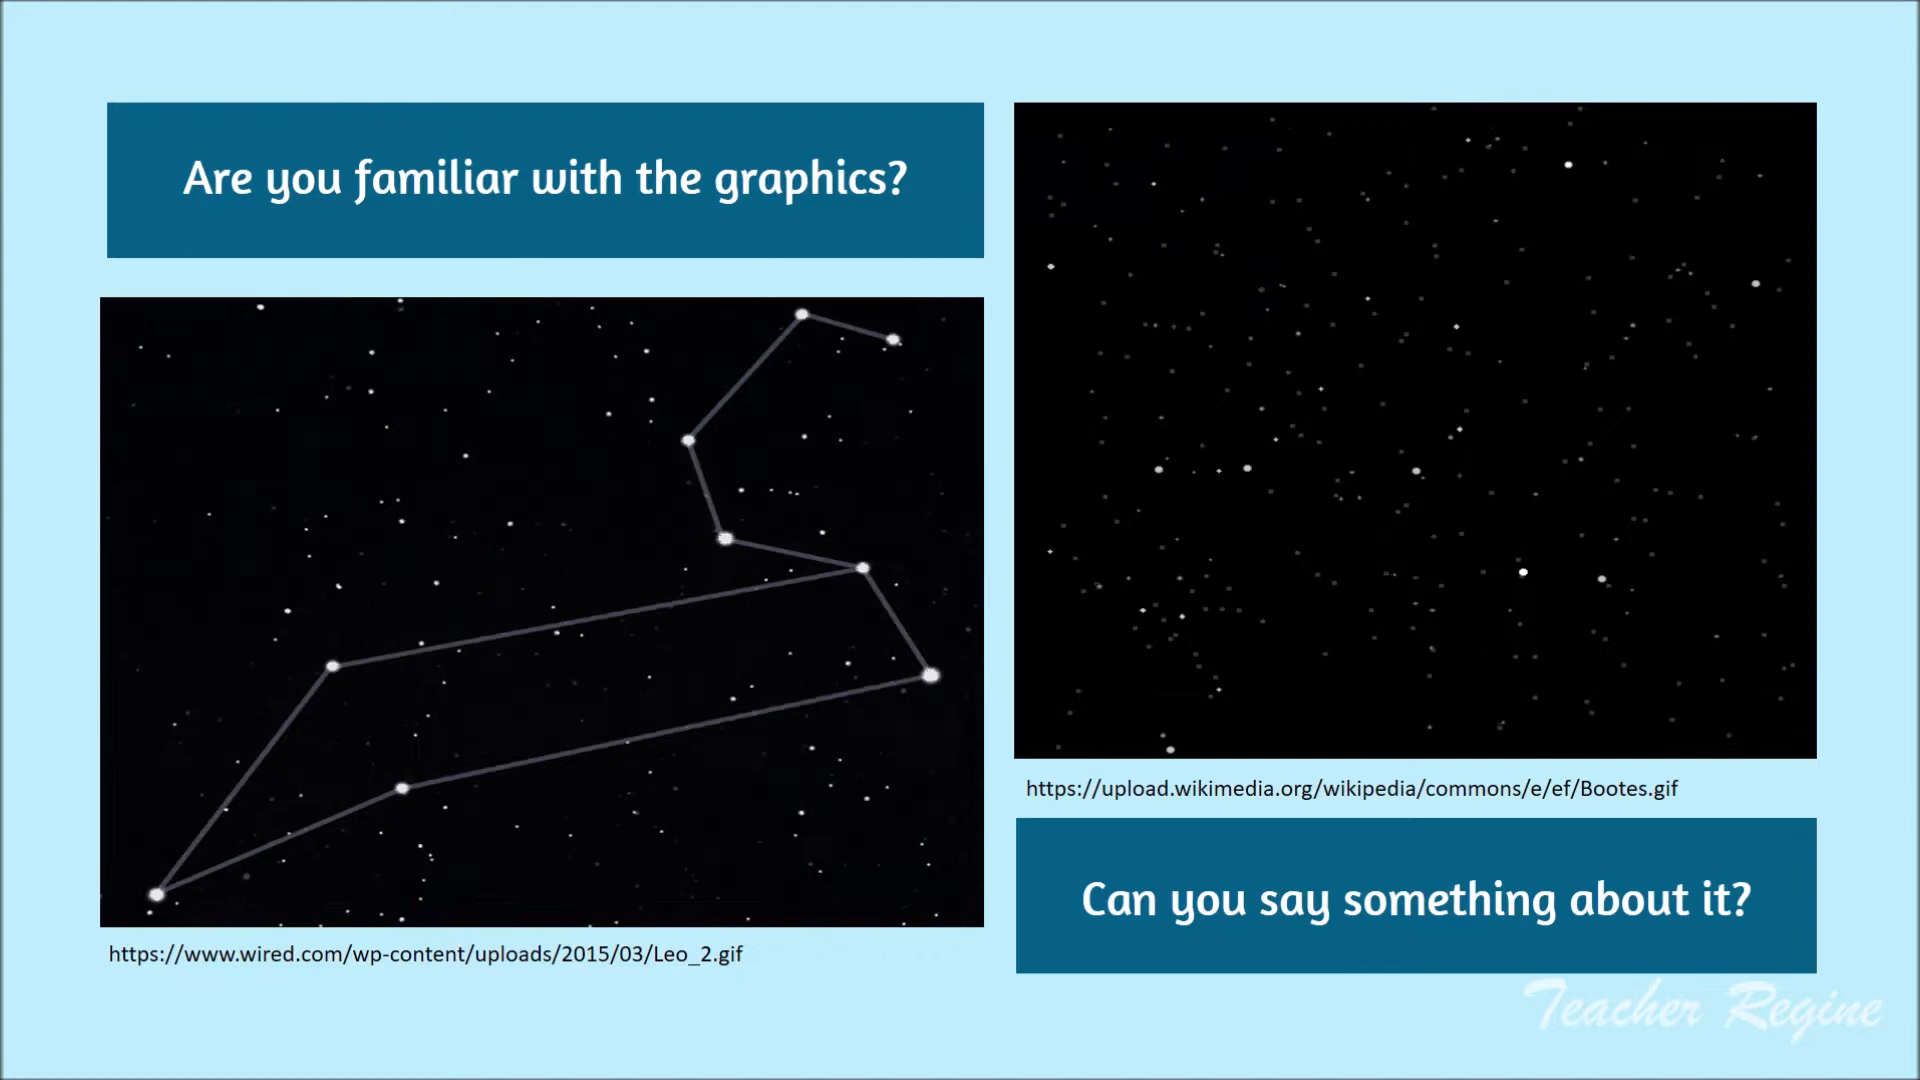 Are you familiar with the graphics?
https://www.wired.com/wp-content/uploads/2015/03/Leo_2.gif
https://upload.wikimedia.org/wikipedia/commons/e/ef/Bootes.gif
Can you say something about it?
Teacher Regine